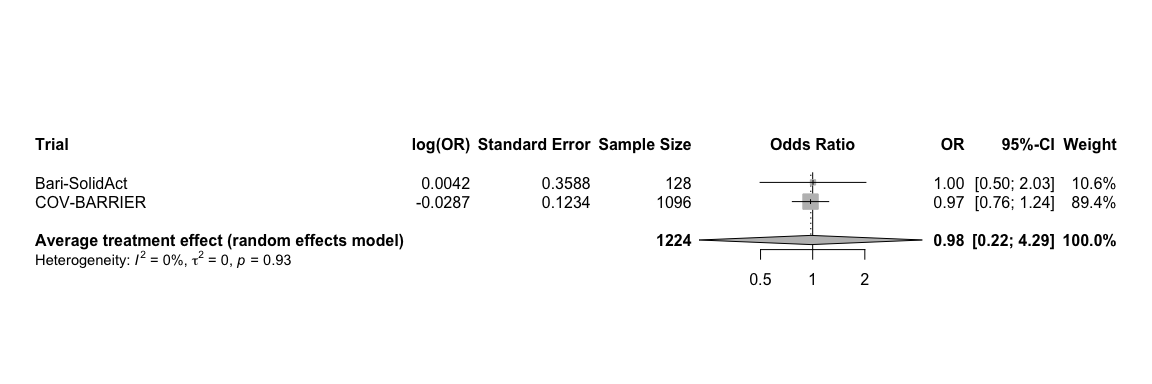 Trial log(OR) Standard Error Sample Size Odds Ratio OR 95%-CI Weight
Bari-SolidAct 0.0042 0.3588 128 1.00 [0.50; 2.03] 10.6%
COV-BARRIER -0.0287 0.1234 1096 0.97 [0.76; 1.24] 89.4%
Average treatment effect (random effects model) 1224 0.98 [0.22; 4.29] 100.0%
Heterogeneity: I² = 0%, τ² = 0, p = 0.93
0.5 1 2